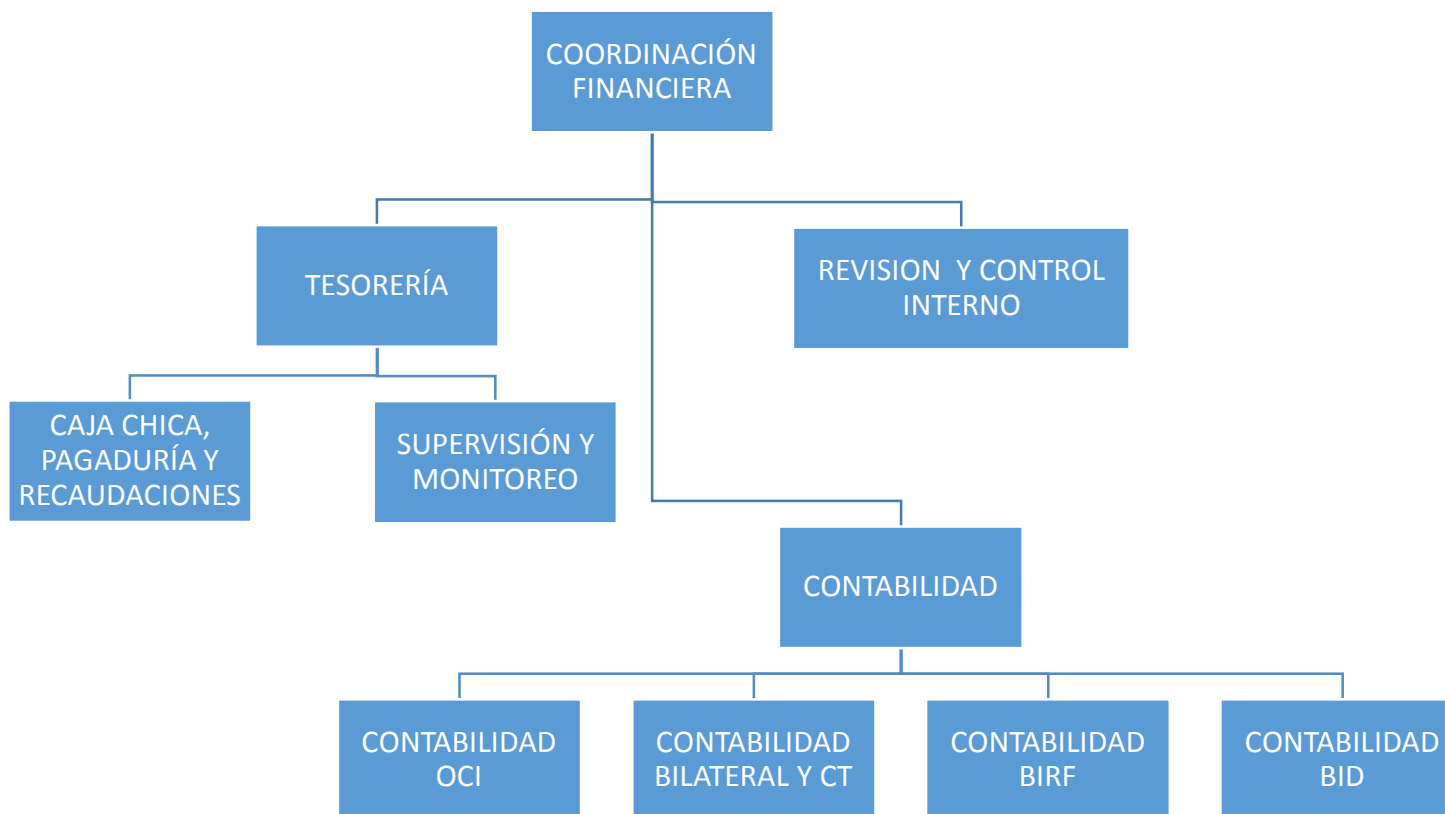 COORDINACIÓN
FINANCIERA
TESORERÍA
REVISION Y CONTROL
INTERNO
CAJA CHICA,
PAGADURÍA Y
RECAUDACIONES
SUPERVISIÓN Y
MONITOREO
CONTABILIDAD
CONTABILIDAD
OCI
CONTABILIDAD
BILATERAL Y CT
CONTABILIDAD
BIRF
CONTABILIDAD
BID